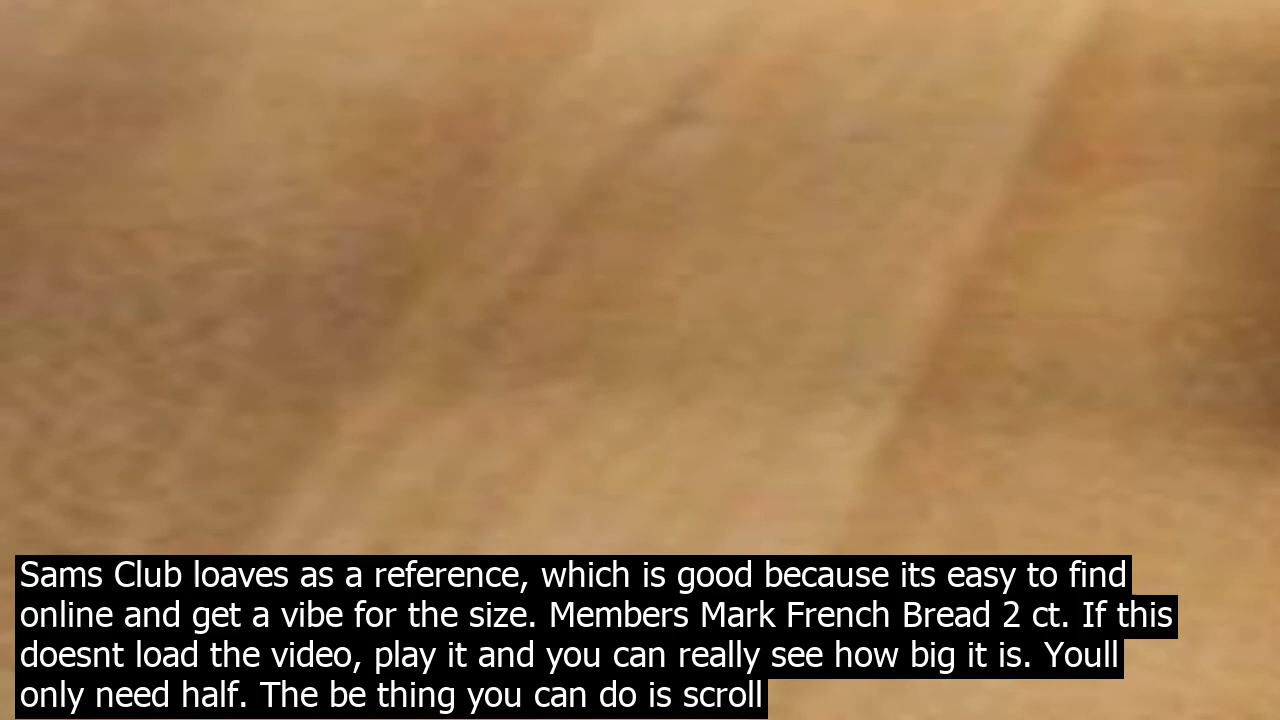 Sams Club loaves as a reference, which is good because its easy to find
online and get a vibe for the size. Members Mark French Bread 2 ct. If this
doesnt load the video, play it and you can really see how big it is. Youll
only need half. The be thing you can do is scroll